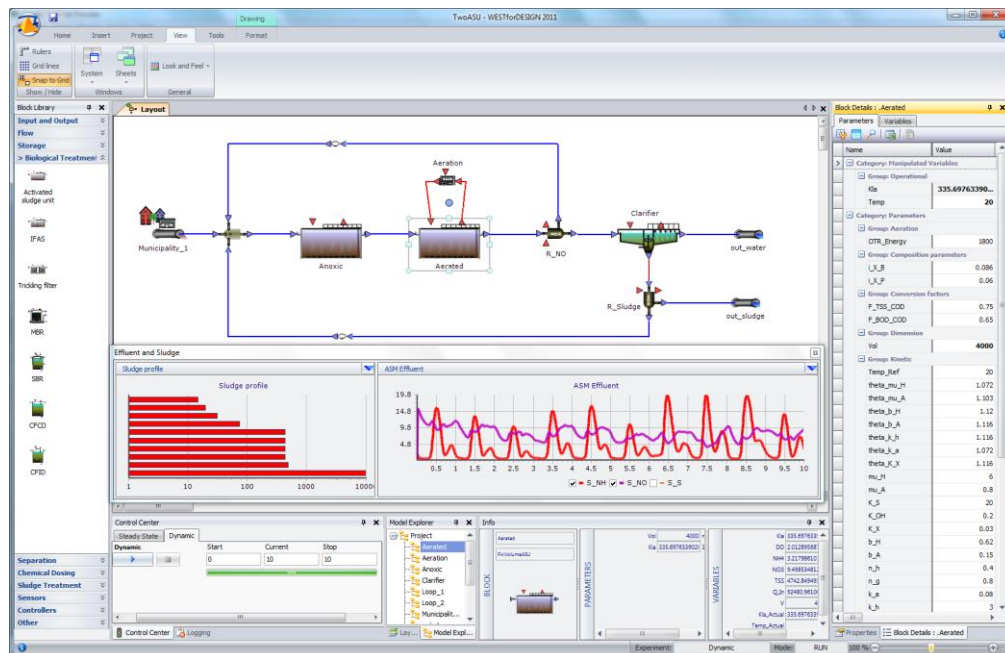 Drawing
TwoASU - WESTforDESIGN 2011
Home Insert Project View Tools Format
Rulers
Grid lines
Snap to Grid
System Sheets
Look and Feel
Show / Hide Windows General
Block Library
Input and Output
Flow
Storage
> Biological Treatment
Activated
sludge unit
IFAS
Trickling filter
MBR
SBR
CFCD
CFID
Separation
Chemical Dosing
Sludge Treatment
Sensors
Controllers
Other
Layout
Aeration
Municipality_1
Anoxic
Aerated
R_NO
Clarifier
out_water
R_Sludge
out_sludge
Effluent and Sludge
Sludge profile
Sludge profile
1 10 100 1000 1000
ASM Effluent
ASM Effluent
19.8
14.8
9.8
4.8
0.5 1 1.5 2 2.5 3 3.5 4 4.5 5 5.5 6 6.5 7 7.5 8 8.5 9 9.5 10
S_NH S_NO S_S
Control Center
Steady State Dynamic
Dynamic Start Current Stop
0 10 10
Control Center Logging
Model Explorer
Project
Aerated
Aeration
Anoxic
Clarifier
Loop_1
Loop_2
Municipalit...
Lay... Model Expl...
Info
BLOCK
Aerated
FixVolumeASU
PARAMETERS
Vol 4000
Kla
VARIABLES
Kla
DO
TSS
Q_In
V 4
Kla_Actual
Temp_Actual
Block Details : .Aerated
Parameters Variables
Name Value
Category: Manipulated Variables
Group: Operational
Kla 335.69763390...
Temp 20
Category: Parameters
Group: Aeration
OTR_Energy 1800
Group: Composition parameters
i_X_B 0.086
i_X_P 0.06
Group: Conversion factors
F_TSS_COD 0.75
F_BOD_COD 0.65
Group: Dimension
Vol 4000
Group: Kinetic
Temp_Ref 20
theta_mu_H 1.072
theta_mu_A 1.103
theta_b_H 1.12
theta_b_A 1.116
theta_k_h 1.116
theta_k_a 1.072
theta_K_X 1.116
mu_H 6
mu_A 0.8
K_S 20
K_OH 0.2
K_X 0.03
b_H 0.62
b_A 0.15
n_h 0.4
n_g 0.8
k_a 0.08
k_h 3
Properties Block Details : .Aerated
Experiment: Dynamic Mode: RUN 100 %